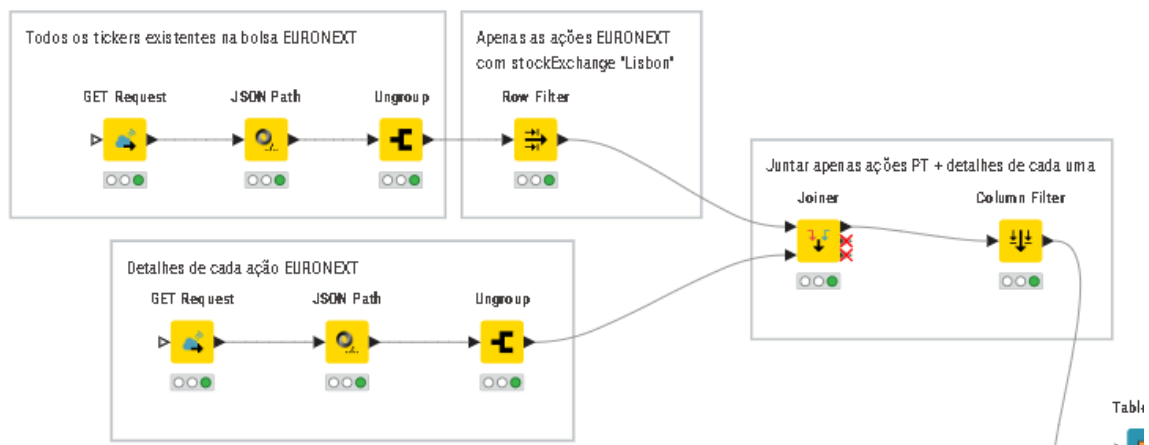 Todos os tickers existentes na bolsa EURONEXT
GET Request
JSON Path
Ungroup
Apenas as ações EURONEXT
com stockExchange "Lisbon"
Row Filter
Juntar apenas ações PT + detalhes de cada uma
Joiner
Column Filter
Detalhes de cada ação EURONEXT
GET Request
JSON Path
Ungroup